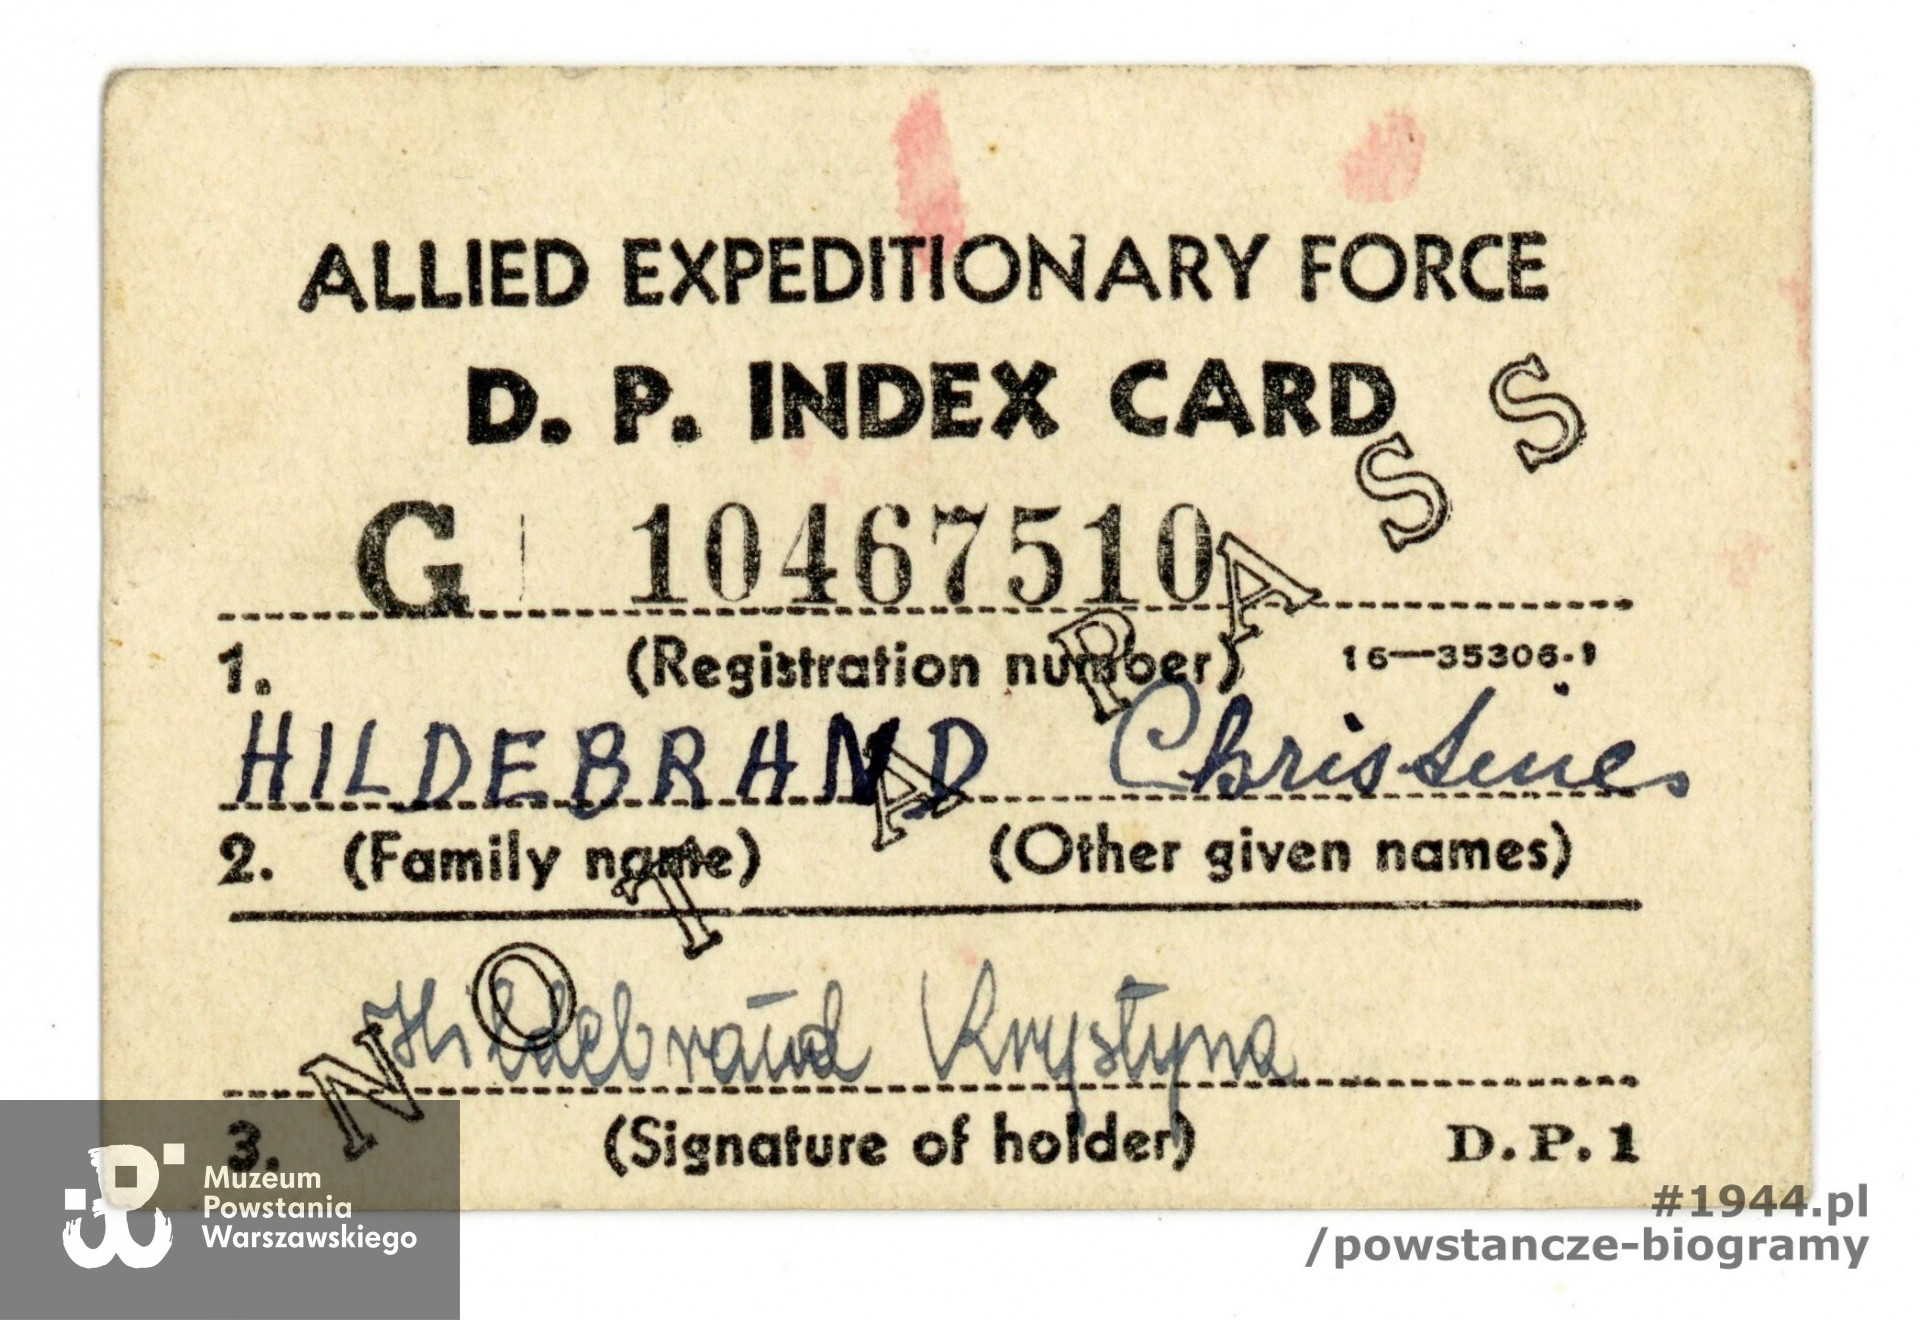 ALLIED EXPEDITIONARY FORCE
D. P. INDEX CARD
G 10467510
1. (Registration number) 16—35306-1
HILDEBRAND Christine
2. (Family name) (Other given names)
Hildebrand Krystyna
3. (Signature of holder) D.P.1
NOT A PASS
Muzeum
Powstania
Warszawskiego
#1944.pl
/powstancze-biogramy